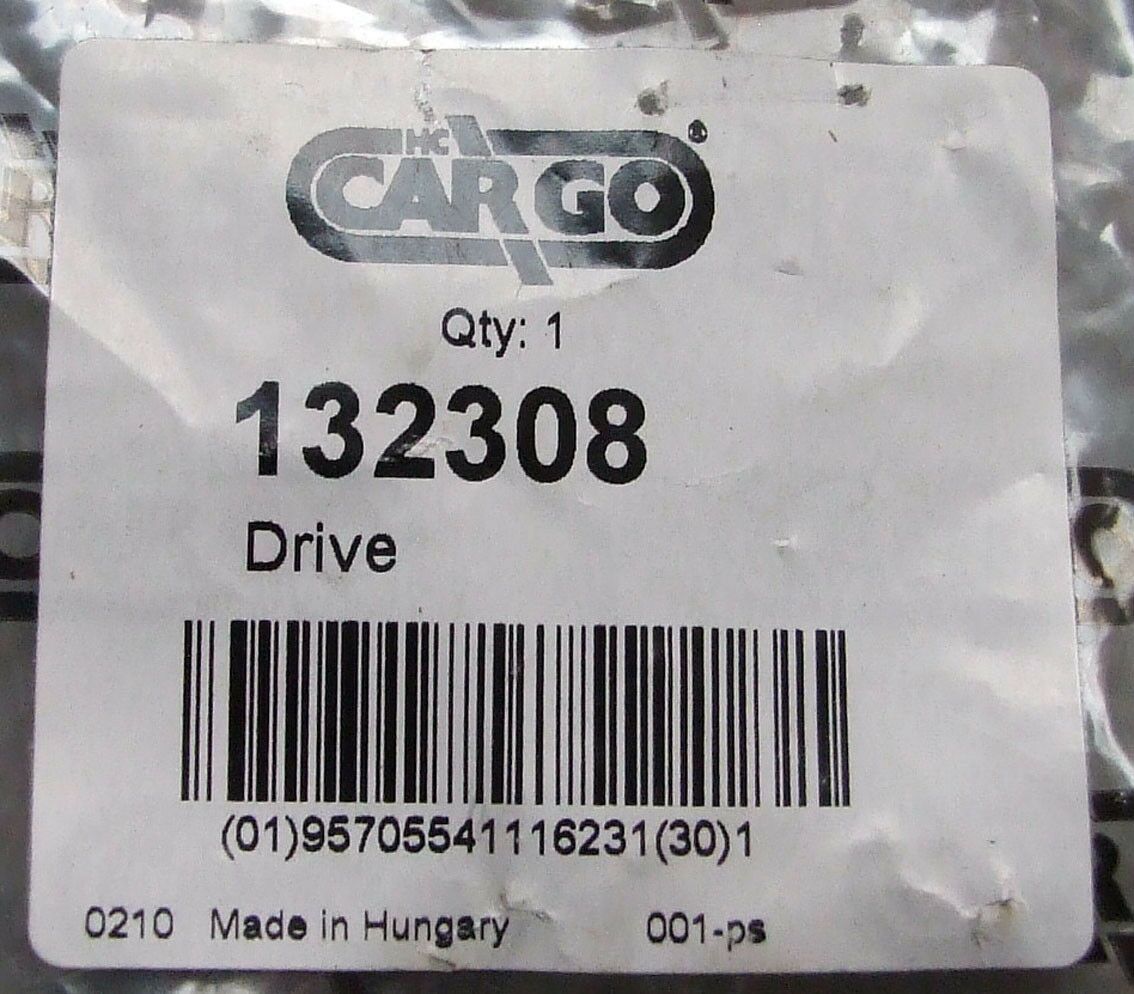 HC
CARGO®
Qty: 1
132308
Drive
(01)95705541116231(30)1
0210 Made in Hungary 001-ps